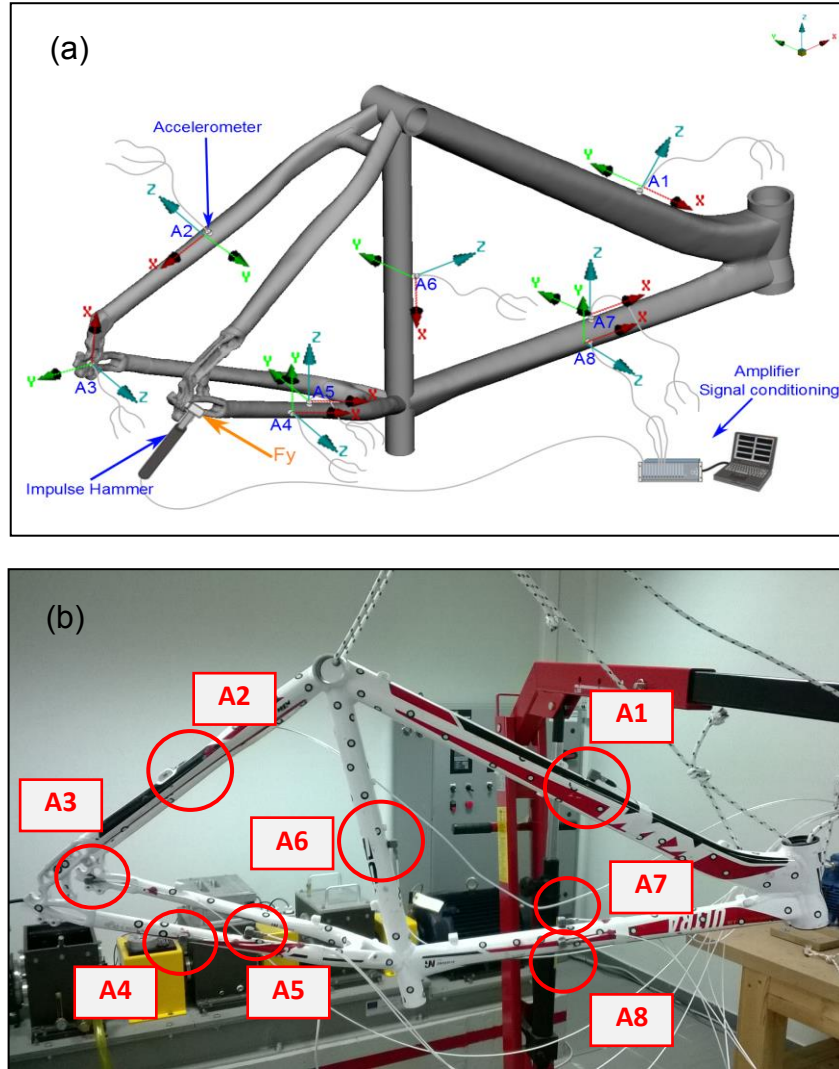 (a)
Z
Y
X
Accelerometer
Z
Y
A1
X
Z
A2
X
Y
Y
Z
A6
X
Z
Y
Y
X
A7
X
A8
Z
X
Y
A3
Z
Z
Y
Y
A5
X
X
A4
Z
Fy
Impulse Hammer
Amplifier
Signal conditioning
(b)
A2
A1
A3
A6
A7
A4
A5
A8